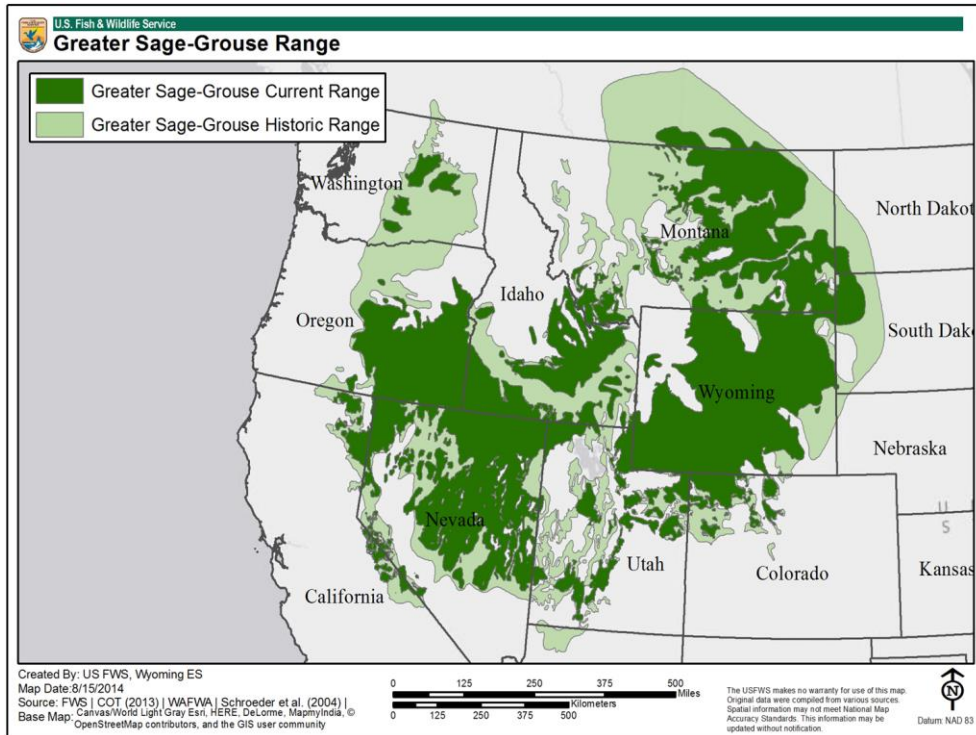 U.S. Fish & Wildlife Service
Greater Sage-Grouse Range
Greater Sage-Grouse Current Range
Greater Sage-Grouse Historic Range
Washington
North Dakot
Montana
Idaho
Oregon
South Dak
Wyoming
Nebraska
U
S
Nevada
Utah
Colorado
Kansas
California
Created By: US FWS, Wyoming ES
Map Date:8/15/2014
Source: FWS | COT (2013) | WAFWA | Schroeder et al. (2004) |
Base Map: Canvas/World Light Gray Esri, HERE, DeLorme, MapmyIndia, ©
OpenStreetMap contributors, and the GIS user community
0 125 250 500
Miles
0 125 250 375 500
Kilometers
The USFWS makes no warranty for use of this map.
Original data were compiled from various sources.
Spatial information may not meet National Map
Accuracy Standards. This information may be
updated without notification.
N
Datum: NAD 83